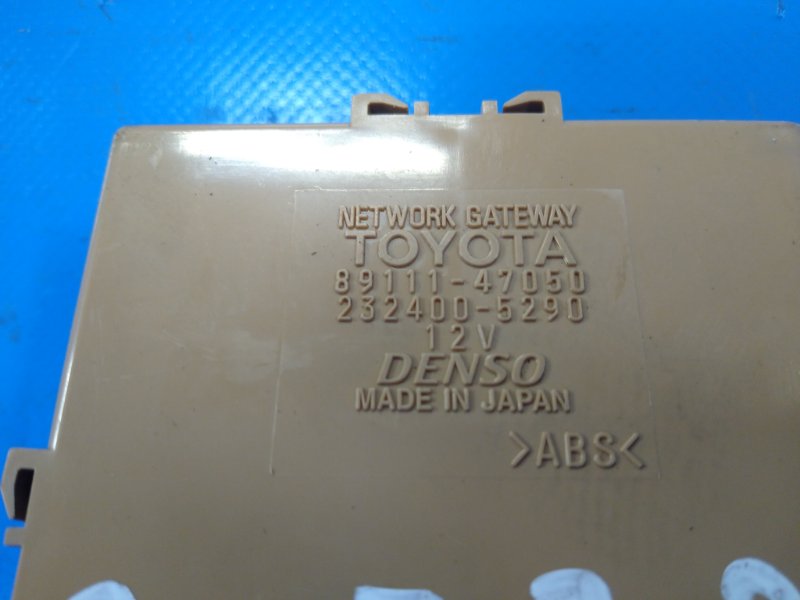 NETWORK GATEWAY
TOYOTA
89111-47050
232400-5290
12V
DENSO
MADE IN JAPAN
>ABS<